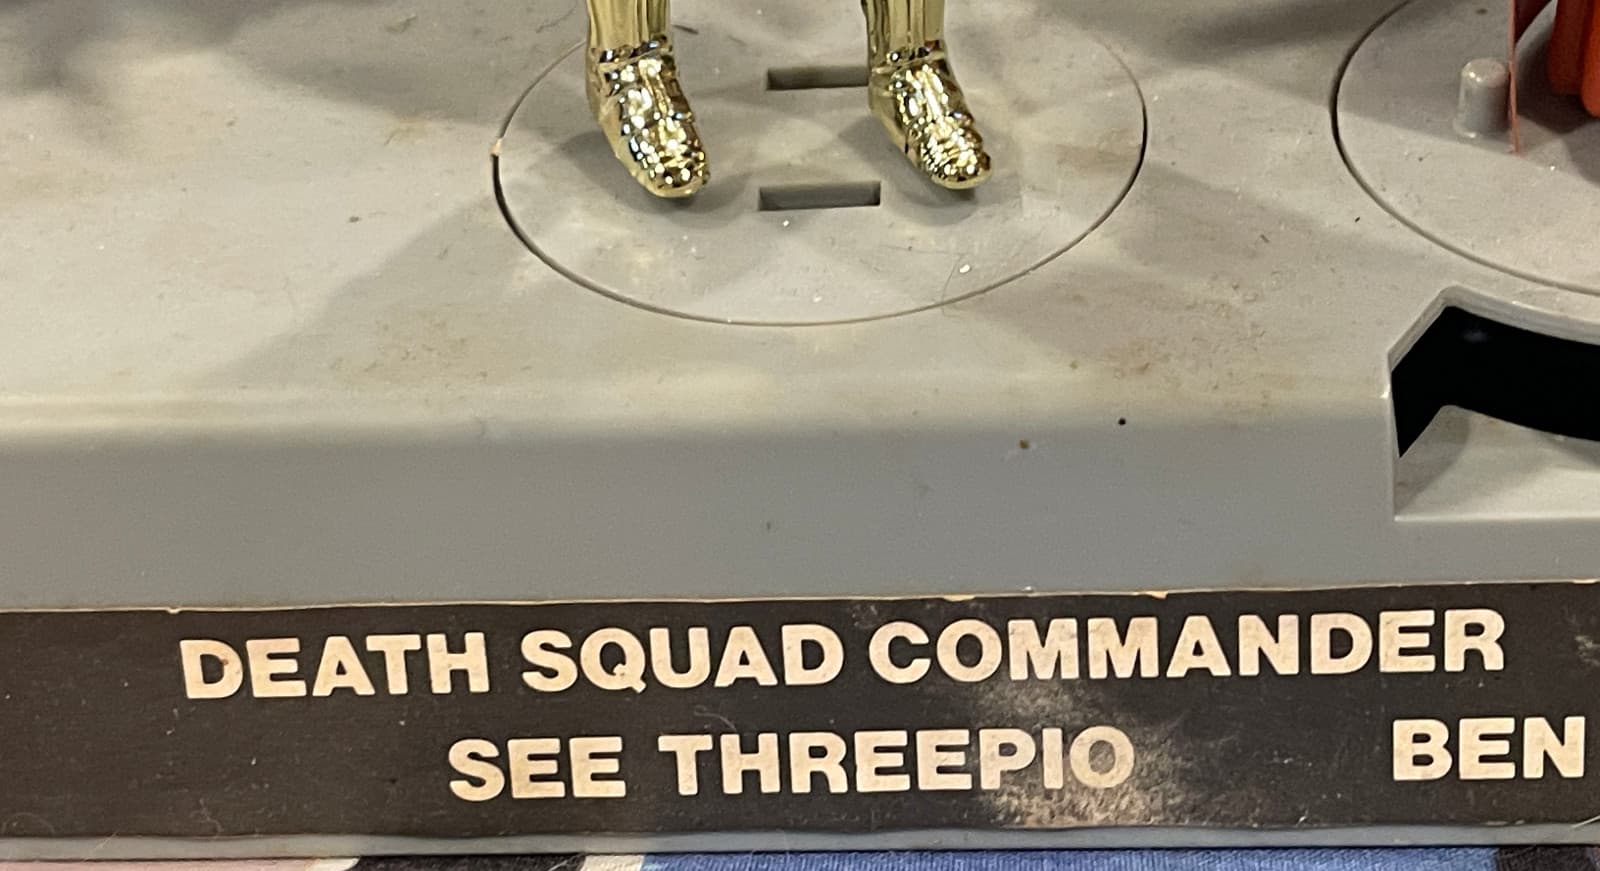 DEATH SQUAD COMMANDER
SEE THREEPIO BEN